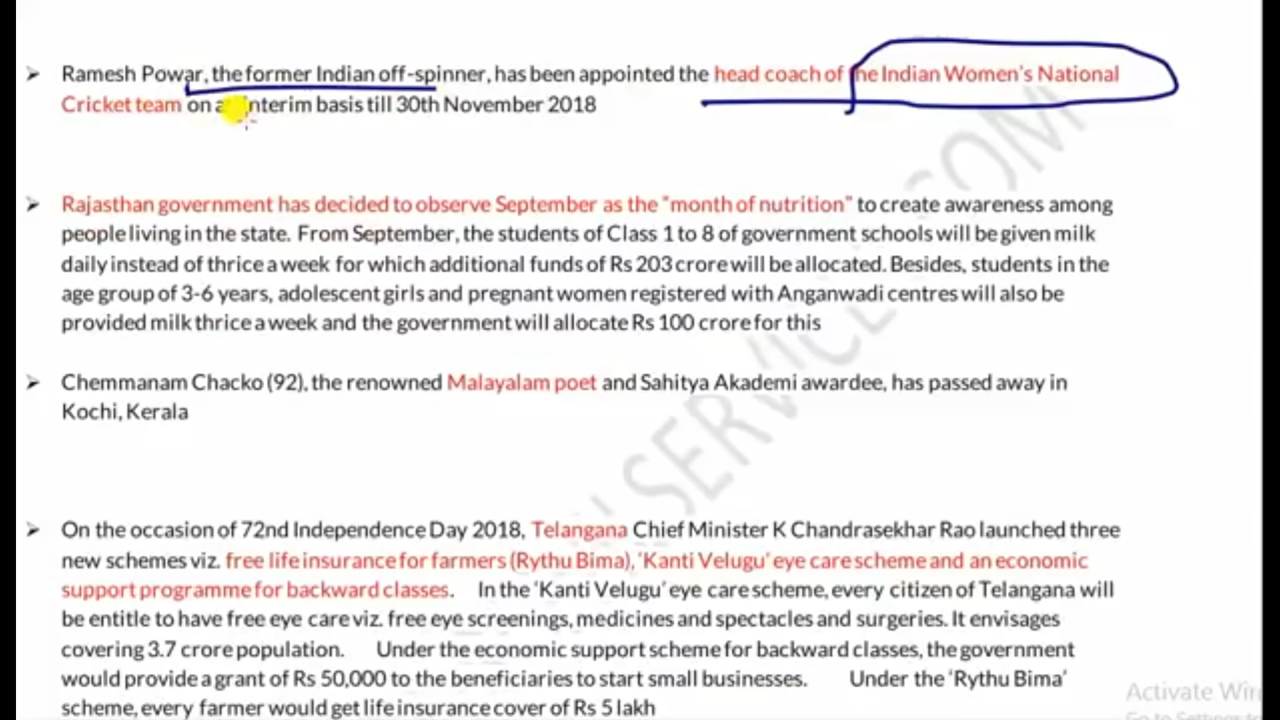 ➤ Ramesh Powar, the former Indian off-spinner, has been appointed the head coach of the Indian Women's National
Cricket team on an interim basis till 30th November 2018
➤ Rajasthan government has decided to observe September as the "month of nutrition" to create awareness among
people living in the state. From September, the students of Class 1 to 8 of government schools will be given milk
daily instead of thrice a week for which additional funds of Rs 203 crore will be allocated. Besides, students in the
age group of 3-6 years, adolescent girls and pregnant women registered with Anganwadi centres will also be
provided milk thrice a week and the government will allocate Rs 100 crore for this
➤ Chemmanam Chacko (92), the renowned Malayalam poet and Sahitya Akademi awardee, has passed away in
Kochi, Kerala
➤ On the occasion of 72nd Independence Day 2018, Telangana Chief Minister K Chandrasekhar Rao launched three
new schemes viz. free life insurance for farmers (Rythu Bima), 'Kanti Velugu' eye care scheme and an economic
support programme for backward classes. In the 'Kanti Velugu' eye care scheme, every citizen of Telangana will
be entitle to have free eye care viz. free eye screenings, medicines and spectacles and surgeries. It envisages
covering 3.7 crore population. Under the economic support scheme for backward classes, the government
would provide a grant of Rs 50,000 to the beneficiaries to start small businesses. Under the 'Rythu Bima'
scheme, every farmer would get life insurance cover of Rs 5 lakh
SERVICE.COM
Activate Win